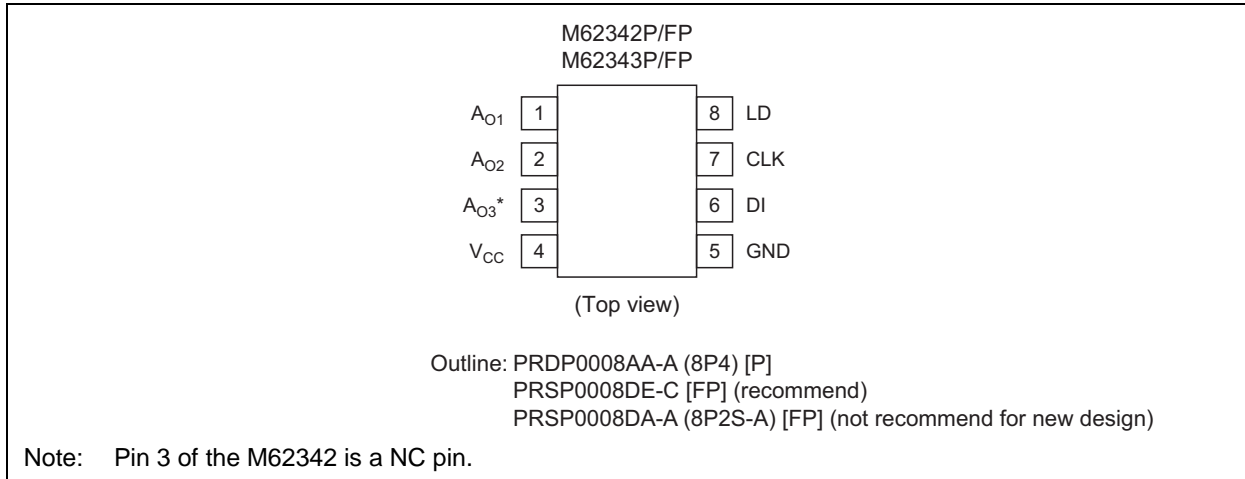 M62342P/FP
M62343P/FP
AO1 1 8 LD
AO2 2 7 CLK
AO3* 3 6 DI
VCC 4 5 GND
(Top view)
Outline: PRDP0008AA-A (8P4) [P]
PRSP0008DE-C [FP] (recommend)
PRSP0008DA-A (8P2S-A) [FP] (not recommend for new design)
Note: Pin 3 of the M62342 is a NC pin.